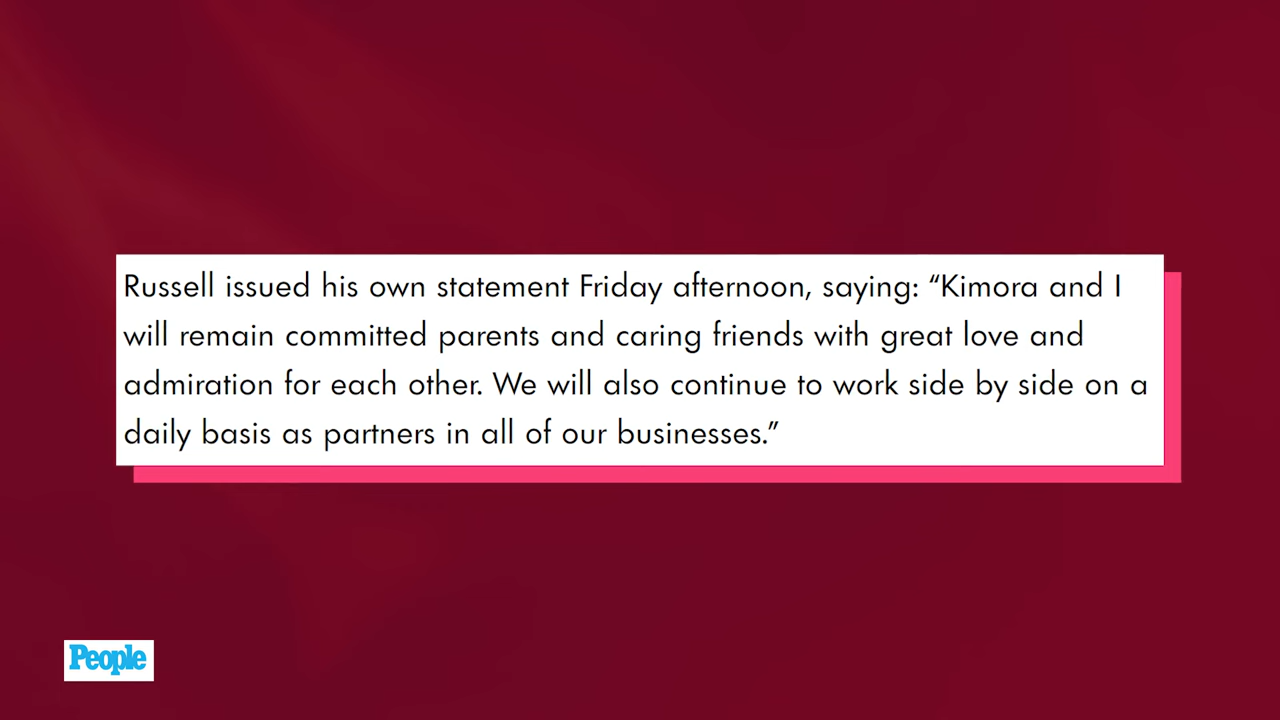 Russell issued his own statement Friday afternoon, saying: “Kimora and I
will remain committed parents and caring friends with great love and
admiration for each other. We will also continue to work side by side on a
daily basis as partners in all of our businesses.”
People